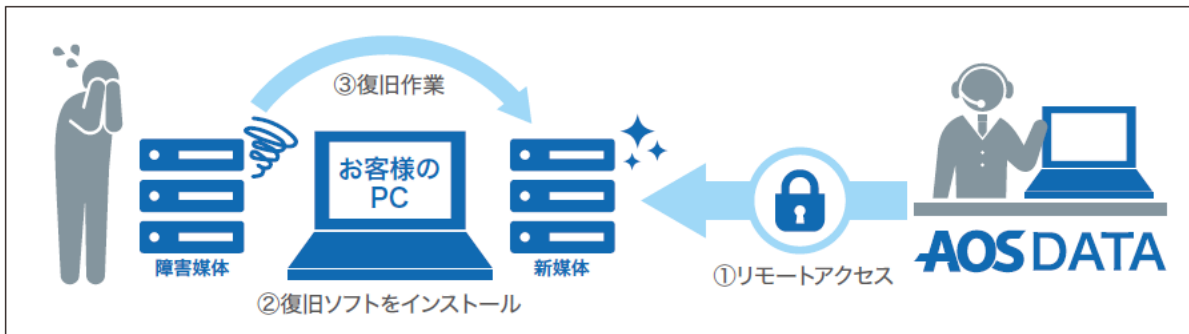 ③復旧作業
お客様の
PC
障害媒体
新媒体
②復旧ソフトをインストール
①リモートアクセス
AOSDATA